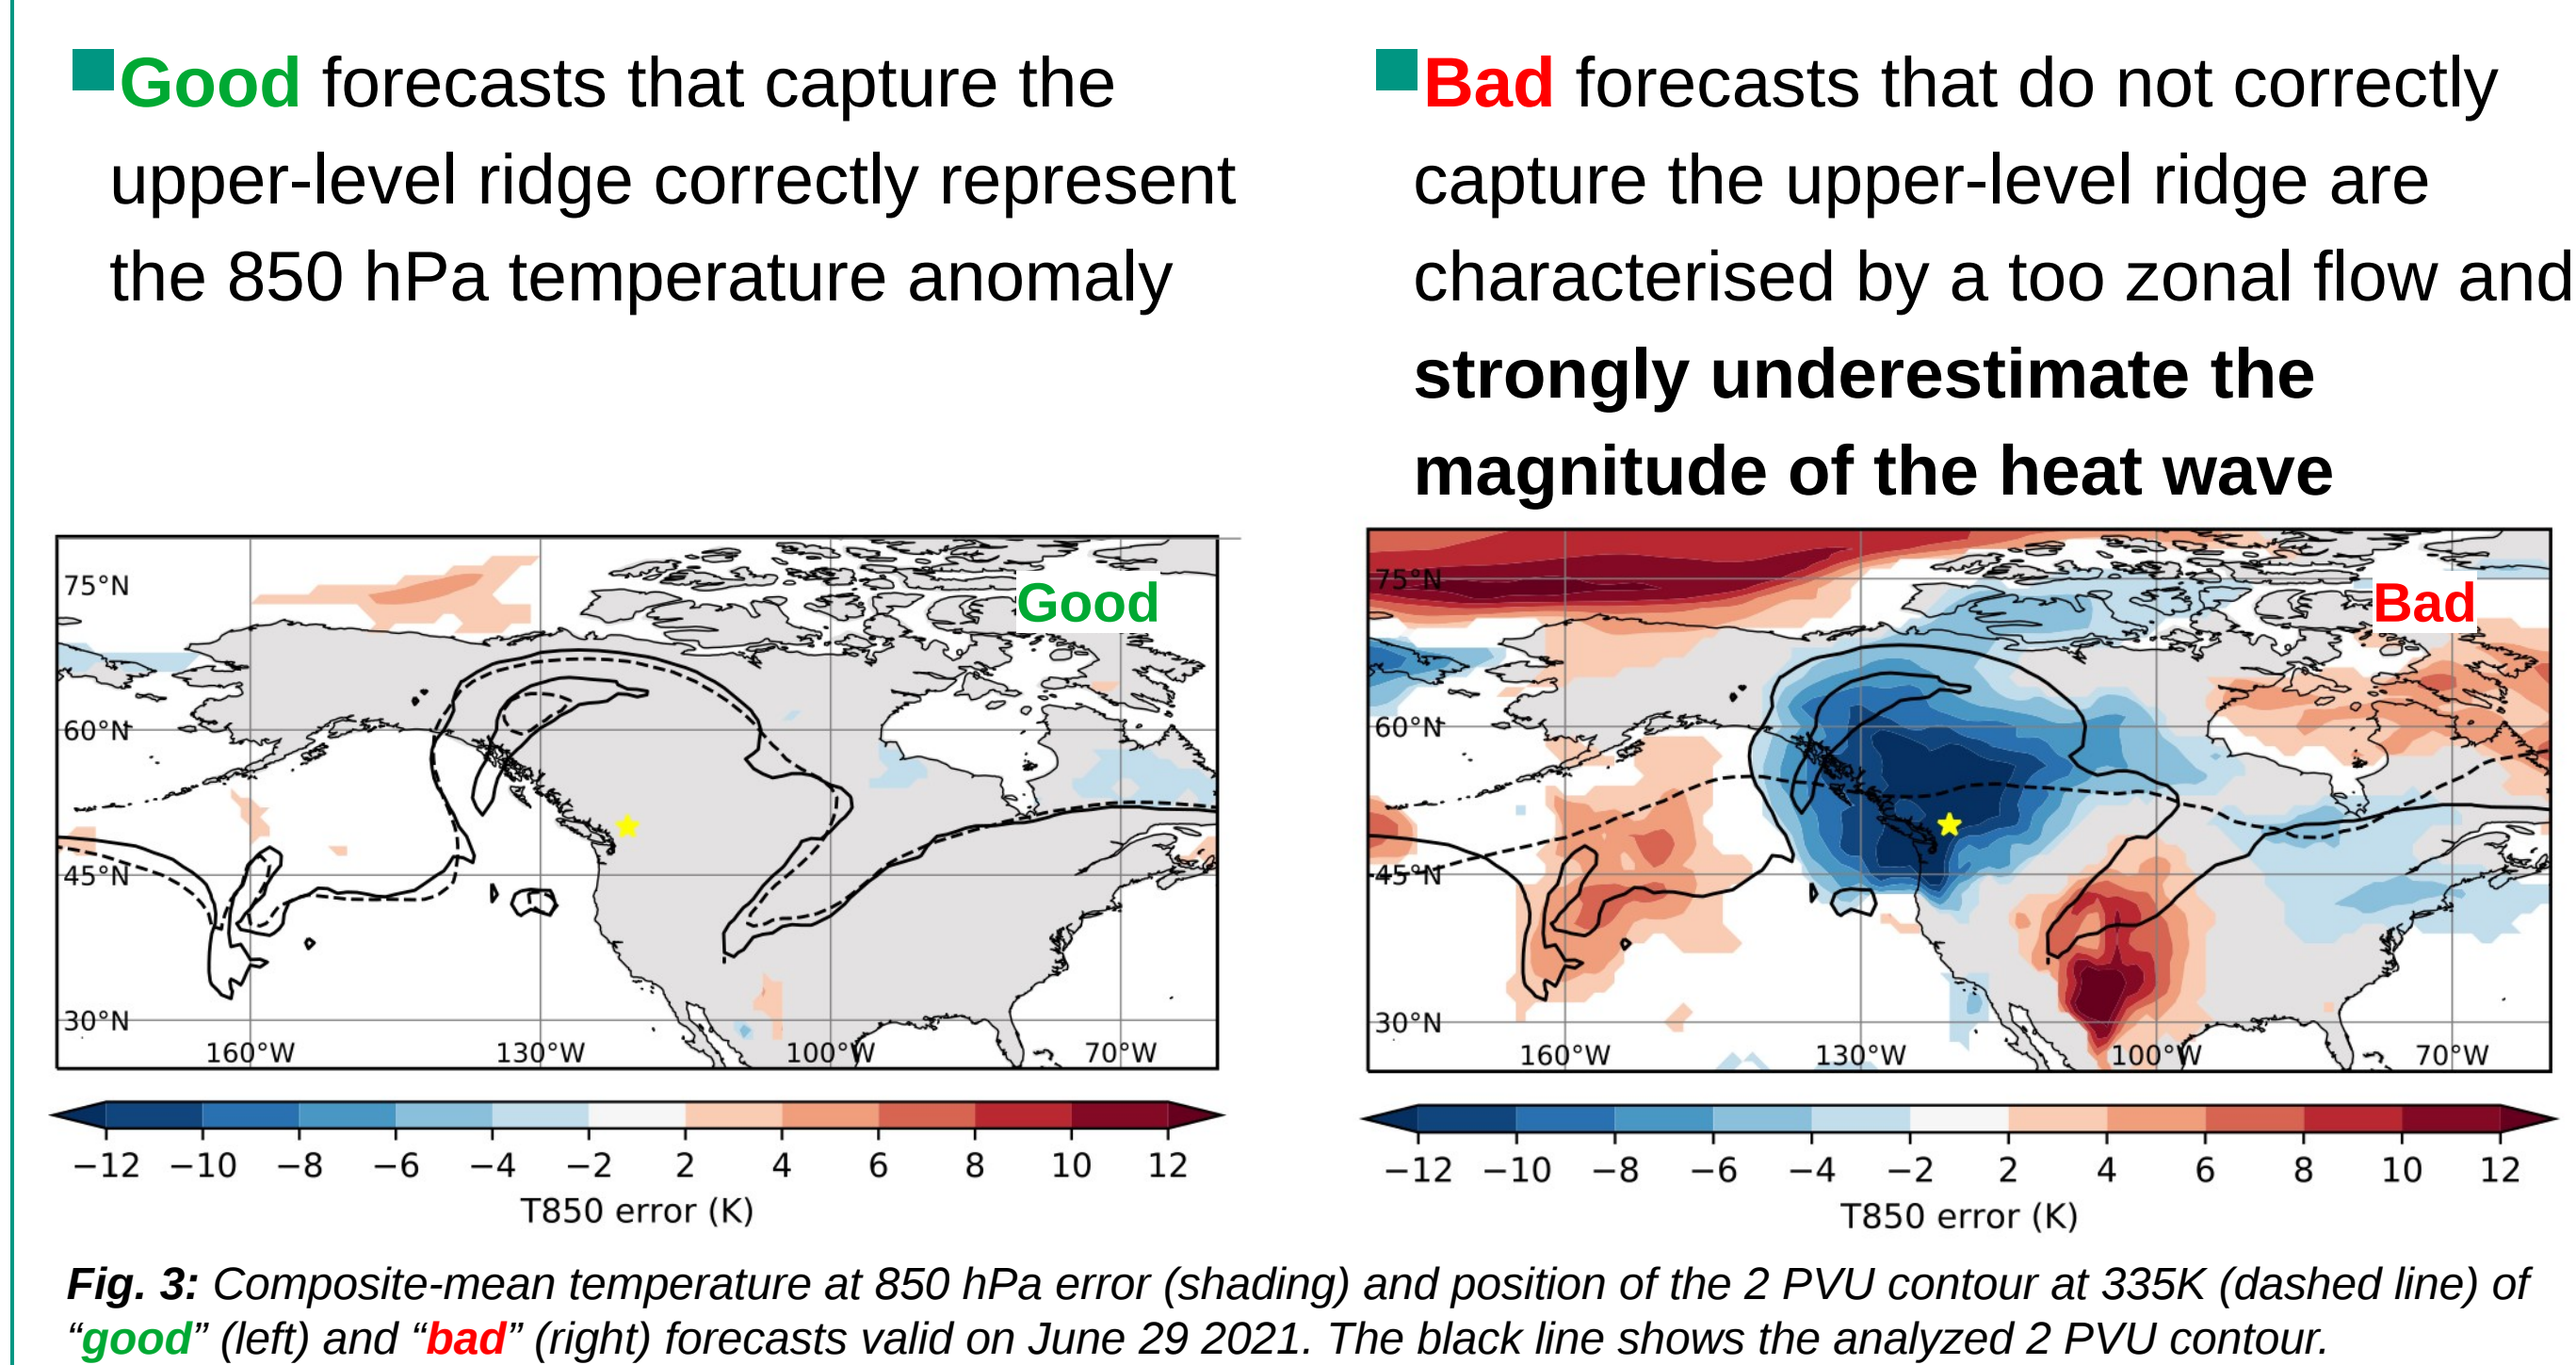 Good forecasts that capture the
upper-level ridge correctly represent
the 850 hPa temperature anomaly
Bad forecasts that do not correctly
capture the upper-level ridge are
characterised by a too zonal flow and
strongly underestimate the
magnitude of the heat wave
75°N
60°N
45°N
30°N
160°W 130°W 100°W 70°W
Good
−12 −10 −8 −6 −4 −2 2 4 6 8 10 12
T850 error (K)
75°N
60°N
45°N
30°N
160°W 130°W 100°W 70°W
Bad
−12 −10 −8 −6 −4 −2 2 4 6 8 10 12
T850 error (K)
Fig. 3: Composite-mean temperature at 850 hPa error (shading) and position of the 2 PVU contour at 335K (dashed line) of
“good” (left) and “bad” (right) forecasts valid on June 29 2021. The black line shows the analyzed 2 PVU contour.